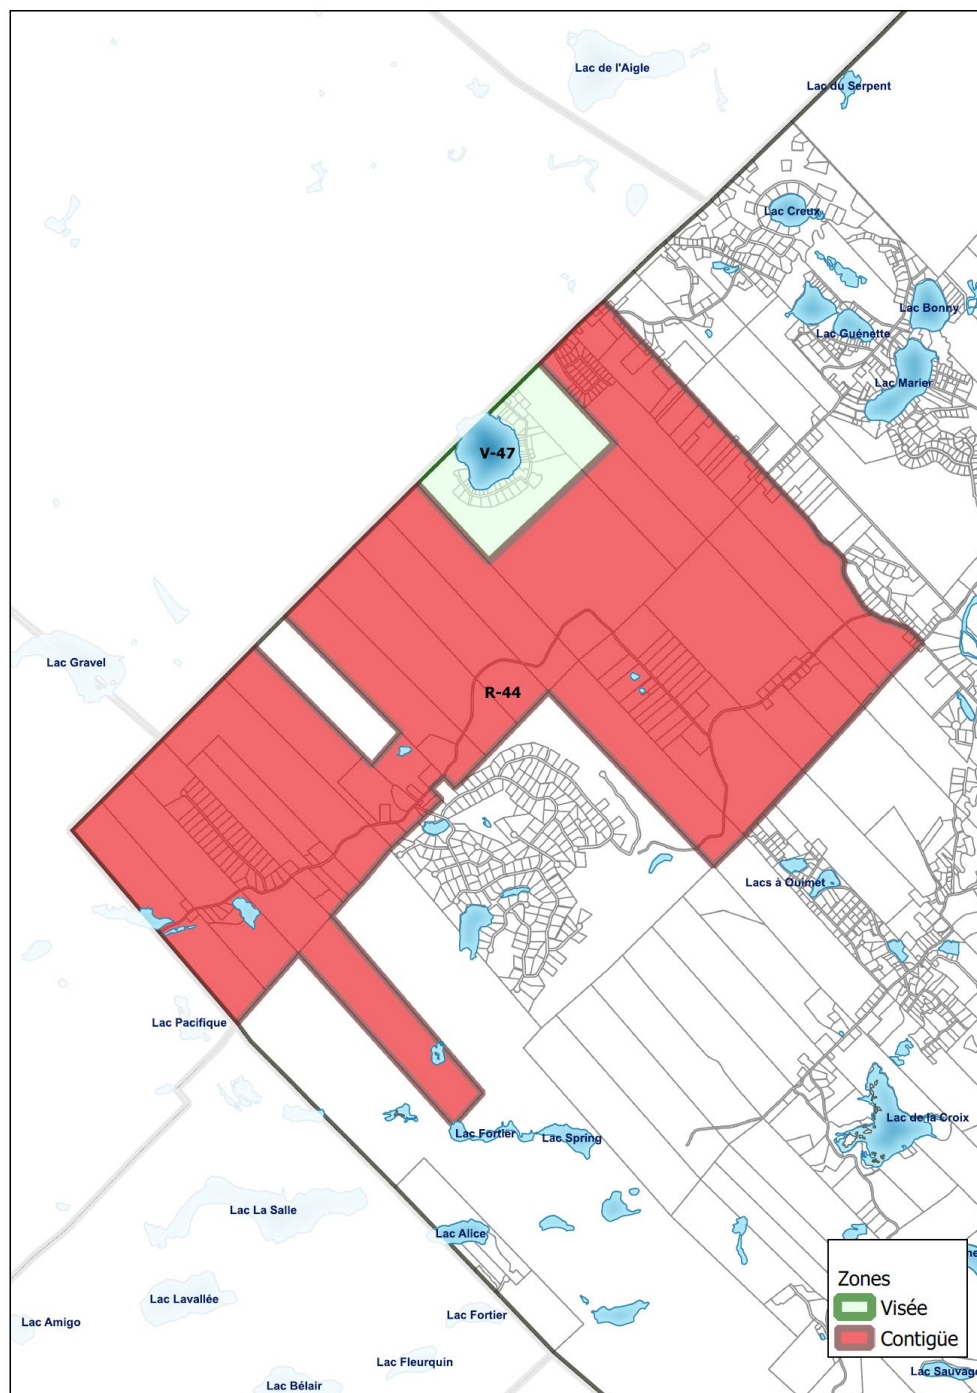 Lac de l'Aigle
Lac du Serpent
Lac Creux
Lac Bonny
Lac Guénette
Lac Marier
V-47
Lac Gravel
R-44
Lacs à Ouimet
Lac Pacifique
Lac de la Croix
Lac Fortier
Lac Spring
Lac La Salle
Lac Alice
Lac Lavallée
Lac Amigo
Lac Fortier
Lac Fleurquin
Lac Bélair
Zones
Visée
Contigüe
Lac Sauvage